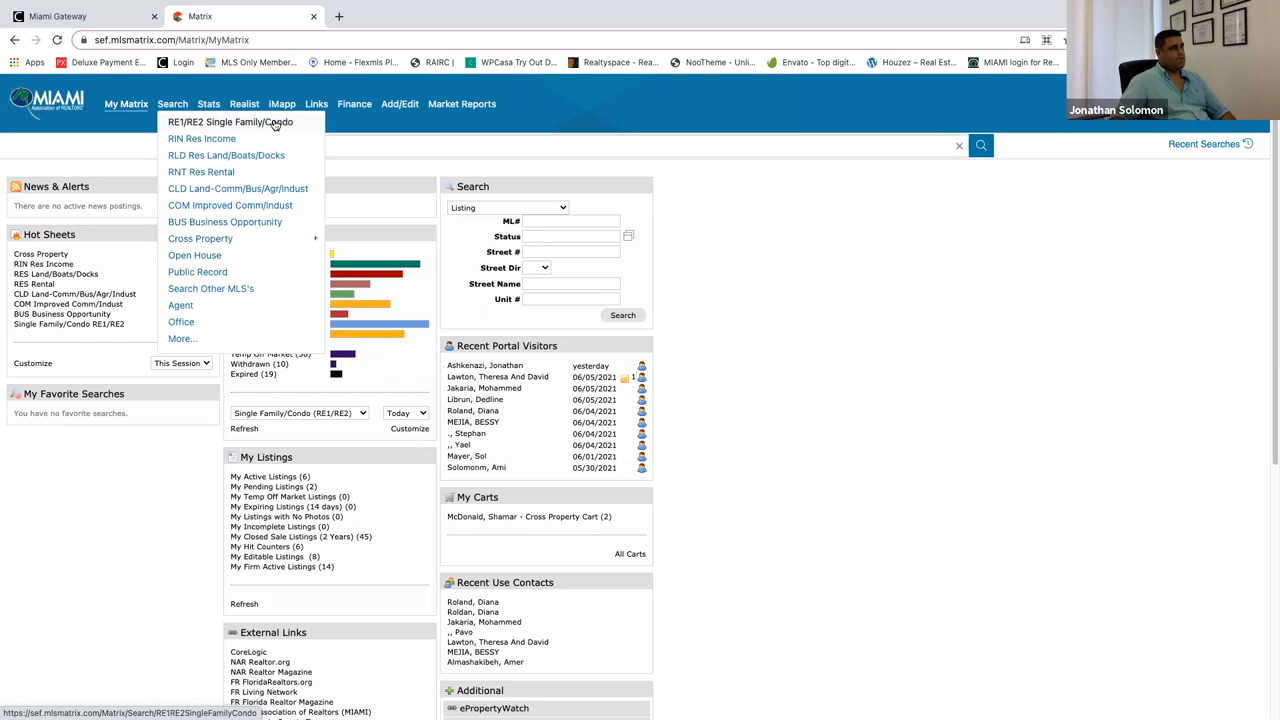 Miami Gateway
Matrix
sef.mlsmatrix.com/Matrix/MyMatrix
Apps
Deluxe Payment E...
Login
MLS Only Member...
Home - Flexmls Pl...
RAIRC |
WPCasa Try Out D...
Realtyspace - Rea...
NooTheme - Unli...
Envato - Top digit...
Houzez – Real Est...
MIAMI login for Re...
MIAMI
Association of REALTORS
My Matrix
Search
Stats
Realist
iMapp
Links
Finance
Add/Edit
Market Reports
Jonathan Solomon
RE1/RE2 Single Family/Condo
RIN Res Income
RLD Res Land/Boats/Docks
RNT Res Rental
CLD Land-Comm/Bus/Agr/Indust
COM Improved Comm/Indust
BUS Business Opportunity
Cross Property
Open House
Public Record
Search Other MLS's
Agent
Office
More...
Recent Searches
News & Alerts
There are no active news postings.
Hot Sheets
Cross Property
RIN Res Income
RES Land/Boats/Docks
RES Rental
CLD Land-Comm/Bus/Agr/Indust
COM Improved Comm/Indust
BUS Business Opportunity
Single Family/Condo RE1/RE2
Customize
This Session
My Favorite Searches
You have no favorite searches.
Temp Off Market (30)
Withdrawn (10)
Expired (19)
Single Family/Condo (RE1/RE2)
Today
Refresh
Customize
My Listings
My Active Listings (6)
My Pending Listings (2)
My Temp Off Market Listings (0)
My Expiring Listings (14 days) (0)
My Listings with No Photos (0)
My Incomplete Listings (0)
My Closed Sale Listings (2 Years) (45)
My Hit Counters (6)
My Editable Listings (8)
My Firm Active Listings (14)
Refresh
External Links
CoreLogic
NAR Realtor.org
NAR Realtor Magazine
FR FloridaRealtors.org
FR Living Network
FR Florida Realtor Magazine
Association of Realtors (MIAMI)
Search
Listing
ML#
Status
Street #
Street Dir
Street Name
Unit #
Search
Recent Portal Visitors
Ashkenazi, Jonathan yesterday
Lawton, Theresa And David 06/05/2021 1
Jakaria, Mohammed 06/05/2021
Librun, Dedline 06/05/2021
Roland, Diana 06/04/2021
MEJIA, BESSY 06/04/2021
., Stephan 06/04/2021
,, Yael 06/04/2021
Mayer, Sol 06/01/2021
Solomonm, Ami 05/30/2021
My Carts
McDonald, Shamar - Cross Property Cart (2)
All Carts
Recent Use Contacts
Roland, Diana
Roldan, Diana
Jakaria, Mohammed
,, Pavo
Lawton, Theresa And David
MEJIA, BESSY
Almashakibeh, Amer
Additional
ePropertyWatch
https://sef.mlsmatrix.com/Matrix/Search/RE1RE2SingleFamilyCondo